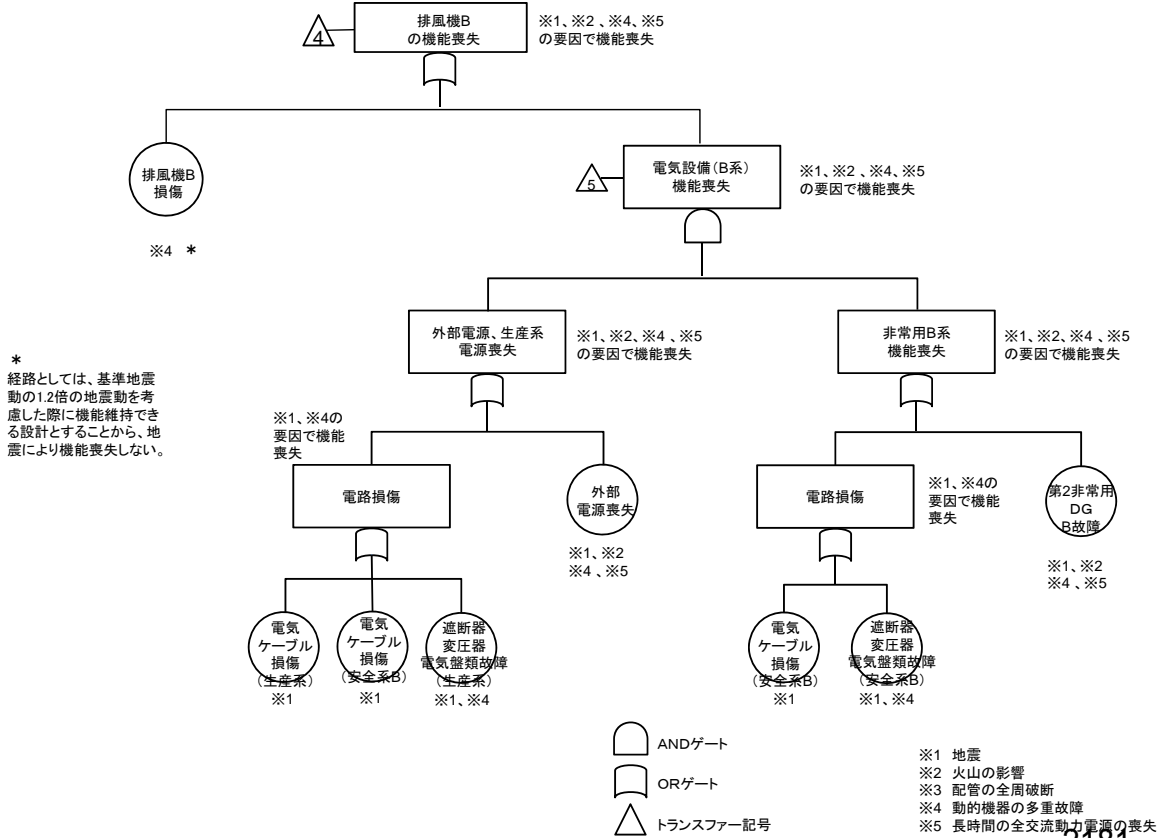 4
排風機B
の機能喪失
※1、※2 、※4、※5
の要因で機能喪失
排風機B
損傷
※4 *
5
電気設備(B系)
機能喪失
※1、※2 、※4、※5
の要因で機能喪失
外部電源、生産系
電源喪失
※1、※2、※4 、※5
の要因で機能喪失
非常用B系
機能喪失
※1、※2、※4 、※5
の要因で機能喪失
*
経路としては、基準地震
動の1.2倍の地震動を考
慮した際に機能維持でき
る設計とすることから、地
震により機能喪失しない。
※1、※4の
要因で機能
喪失
電路損傷
外部
電源喪失
※1、※2
※4 、※5
電路損傷
※1、※4の
要因で機能
喪失
第2非常用
DG
B故障
※1、※2
※4 、※5
電気
ケーブル
損傷
(生産系)
※1
電気
ケーブル
損傷
(安全系B)
※1
遮断器
変圧器
電気盤類故障
(生産系)
※1、※4
電気
ケーブル
損傷
(安全系B)
※1
遮断器
変圧器
電気盤類故障
(安全系B)
※1、※4
ANDゲート
ORゲート
トランスファー記号
※1 地震
※2 火山の影響
※3 配管の全周破断
※4 動的機器の多重故障
※5 長時間の全交流動力電源の喪失